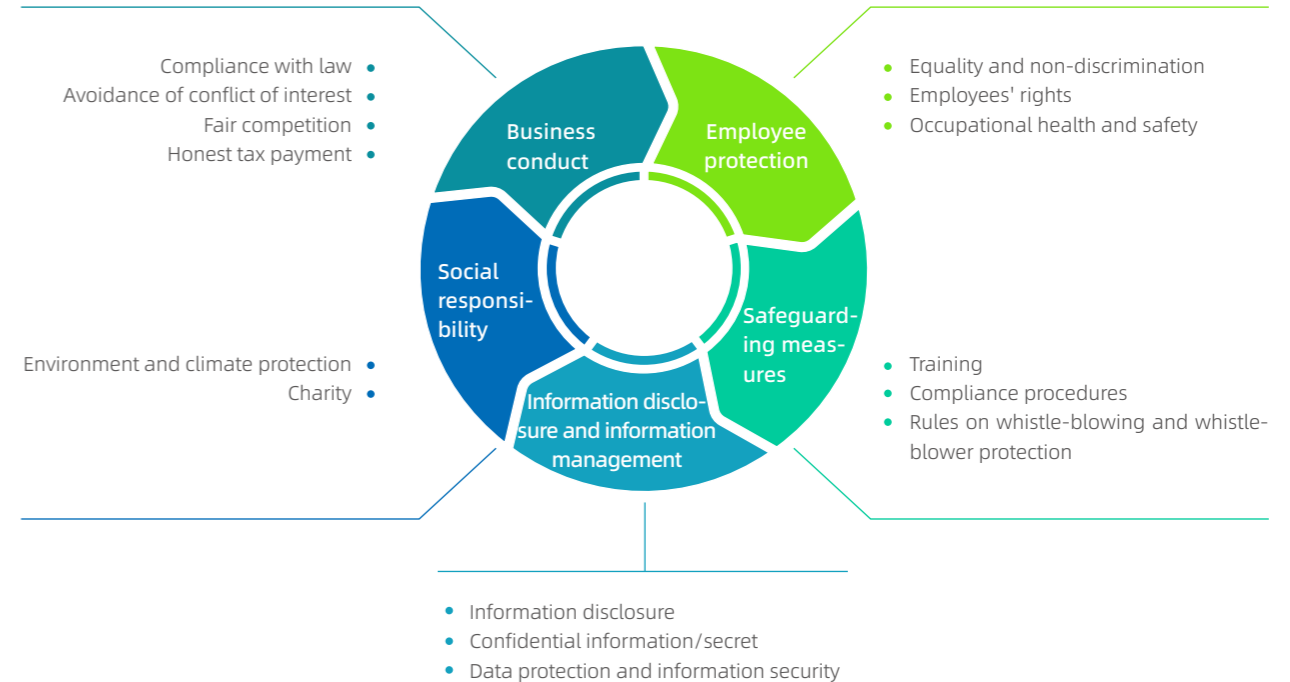 Compliance with law
Avoidance of conflict of interest
Fair competition
Honest tax payment
Business
conduct
Employee
protection
Equality and non-discrimination
Employees' rights
Occupational health and safety
Social
responsi-
bility
Environment and climate protection
Charity
Safeguard-
ing meas-
ures
Training
Compliance procedures
Rules on whistle-blowing and whistle-
blower protection
Information disclo-
sure and information
management
Information disclosure
Confidential information/secret
Data protection and information security